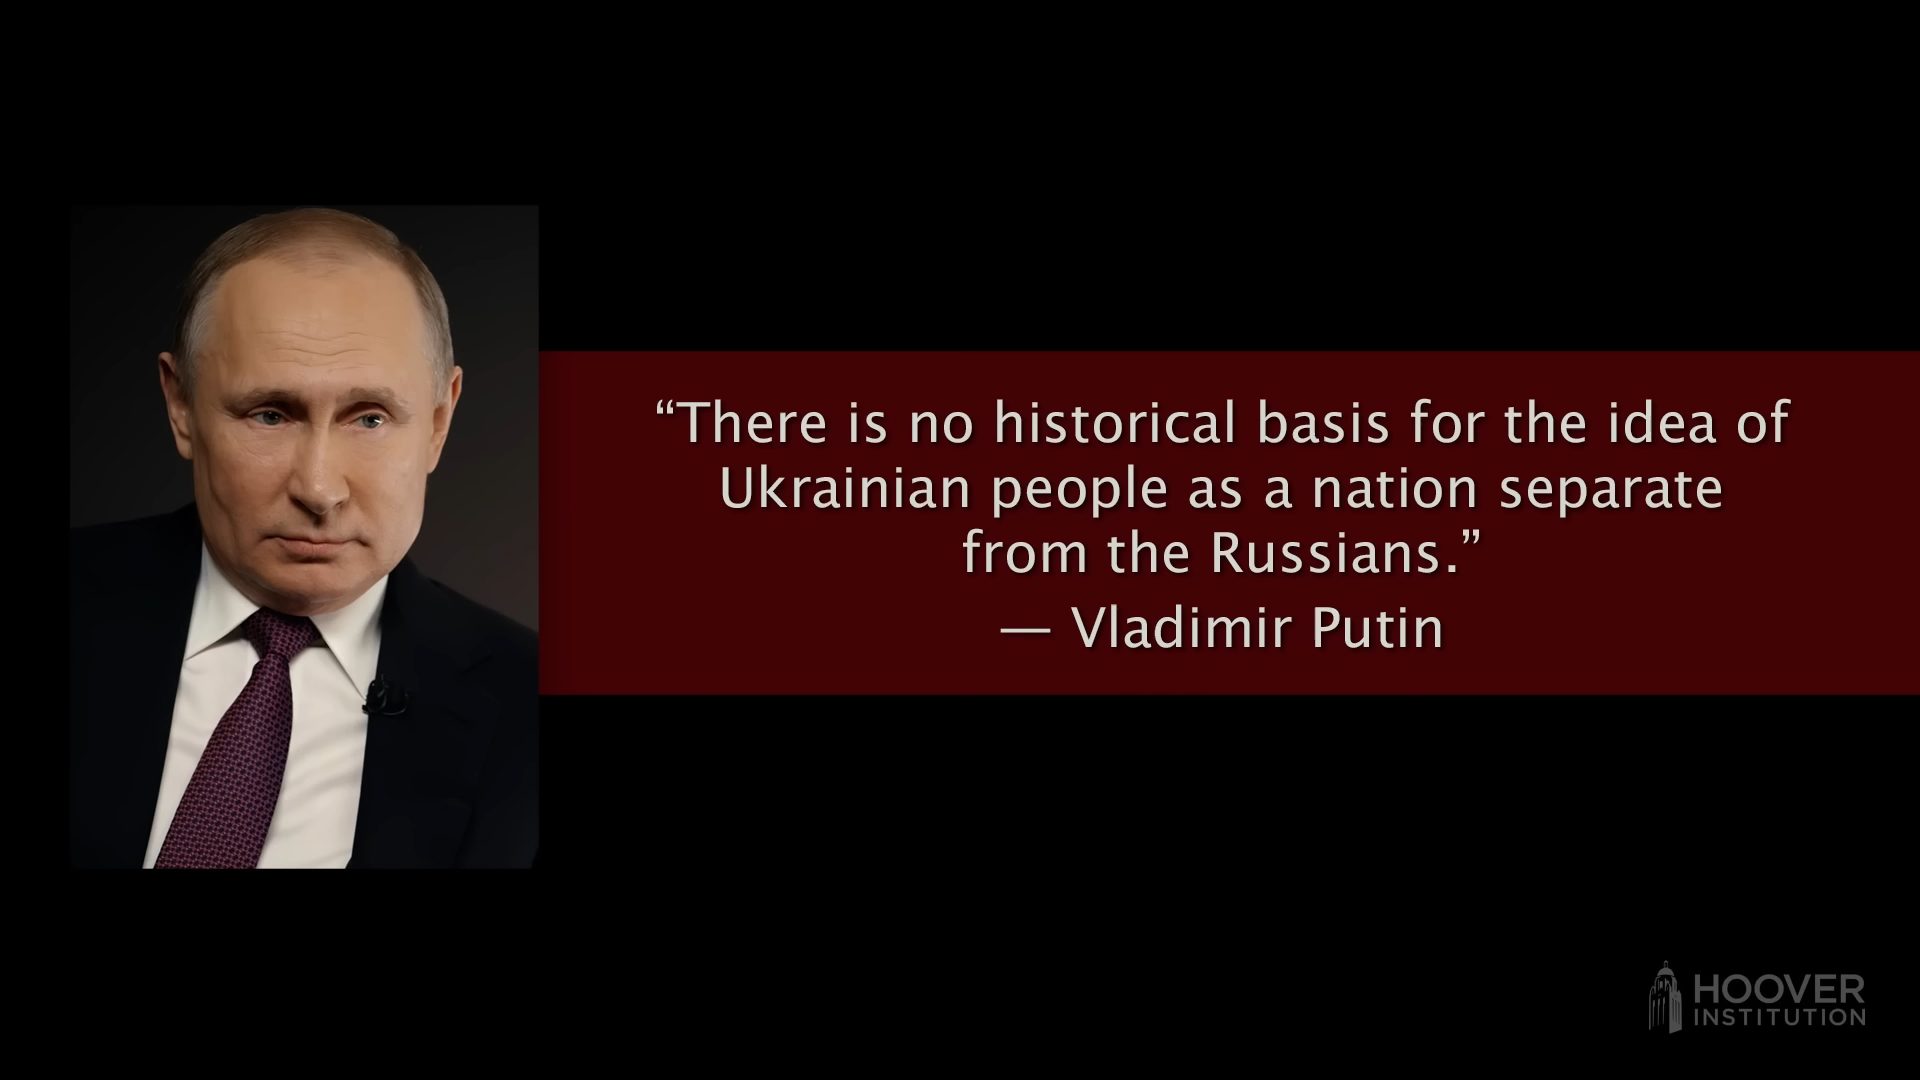 “There is no historical basis for the idea of
Ukrainian people as a nation separate
from the Russians.”
— Vladimir Putin
HOOVER
INSTITUTION